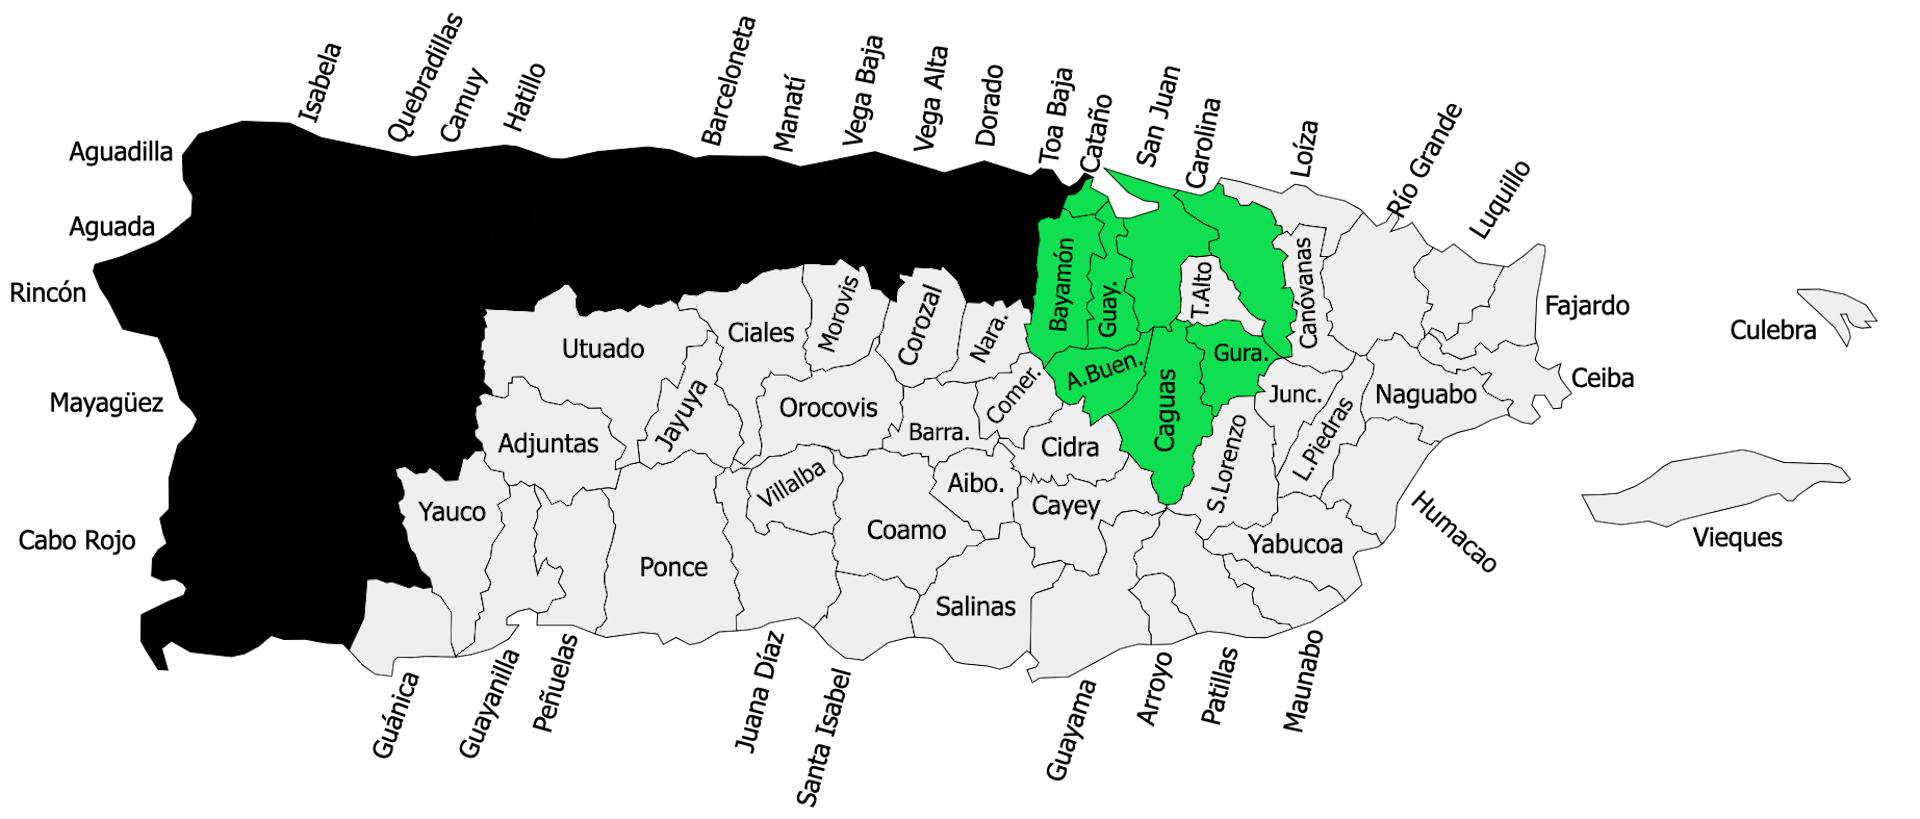 Isabela
Quebradillas
Camuy
Hatillo
Barceloneta
Manatí
Vega Baja
Vega Alta
Dorado
Toa Baja
Cataño
San Juan
Carolina
Loíza
Río Grande
Luquillo
Aguadilla
Aguada
Rincón
Mayagüez
Cabo Rojo
Utuado
Ciales
Morovis
Corozal
Nara.
Bayamón
Guay.
T.Alto
Canóvanas
Fajardo
Culebra
Jayuya
Orocovis
Barra.
Comer.
A.Buen.
Caguas
Gura.
Junc.
Naguabo
Ceiba
Adjuntas
Villalba
Aibo.
Cidra
S.Lorenzo
L.Piedras
Yauco
Ponce
Coamo
Cayey
Yabucoa
Humacao
Vieques
Salinas
Guánica
Guayanilla
Peñuelas
Juana Díaz
Santa Isabel
Guayama
Arroyo
Patillas
Maunabo